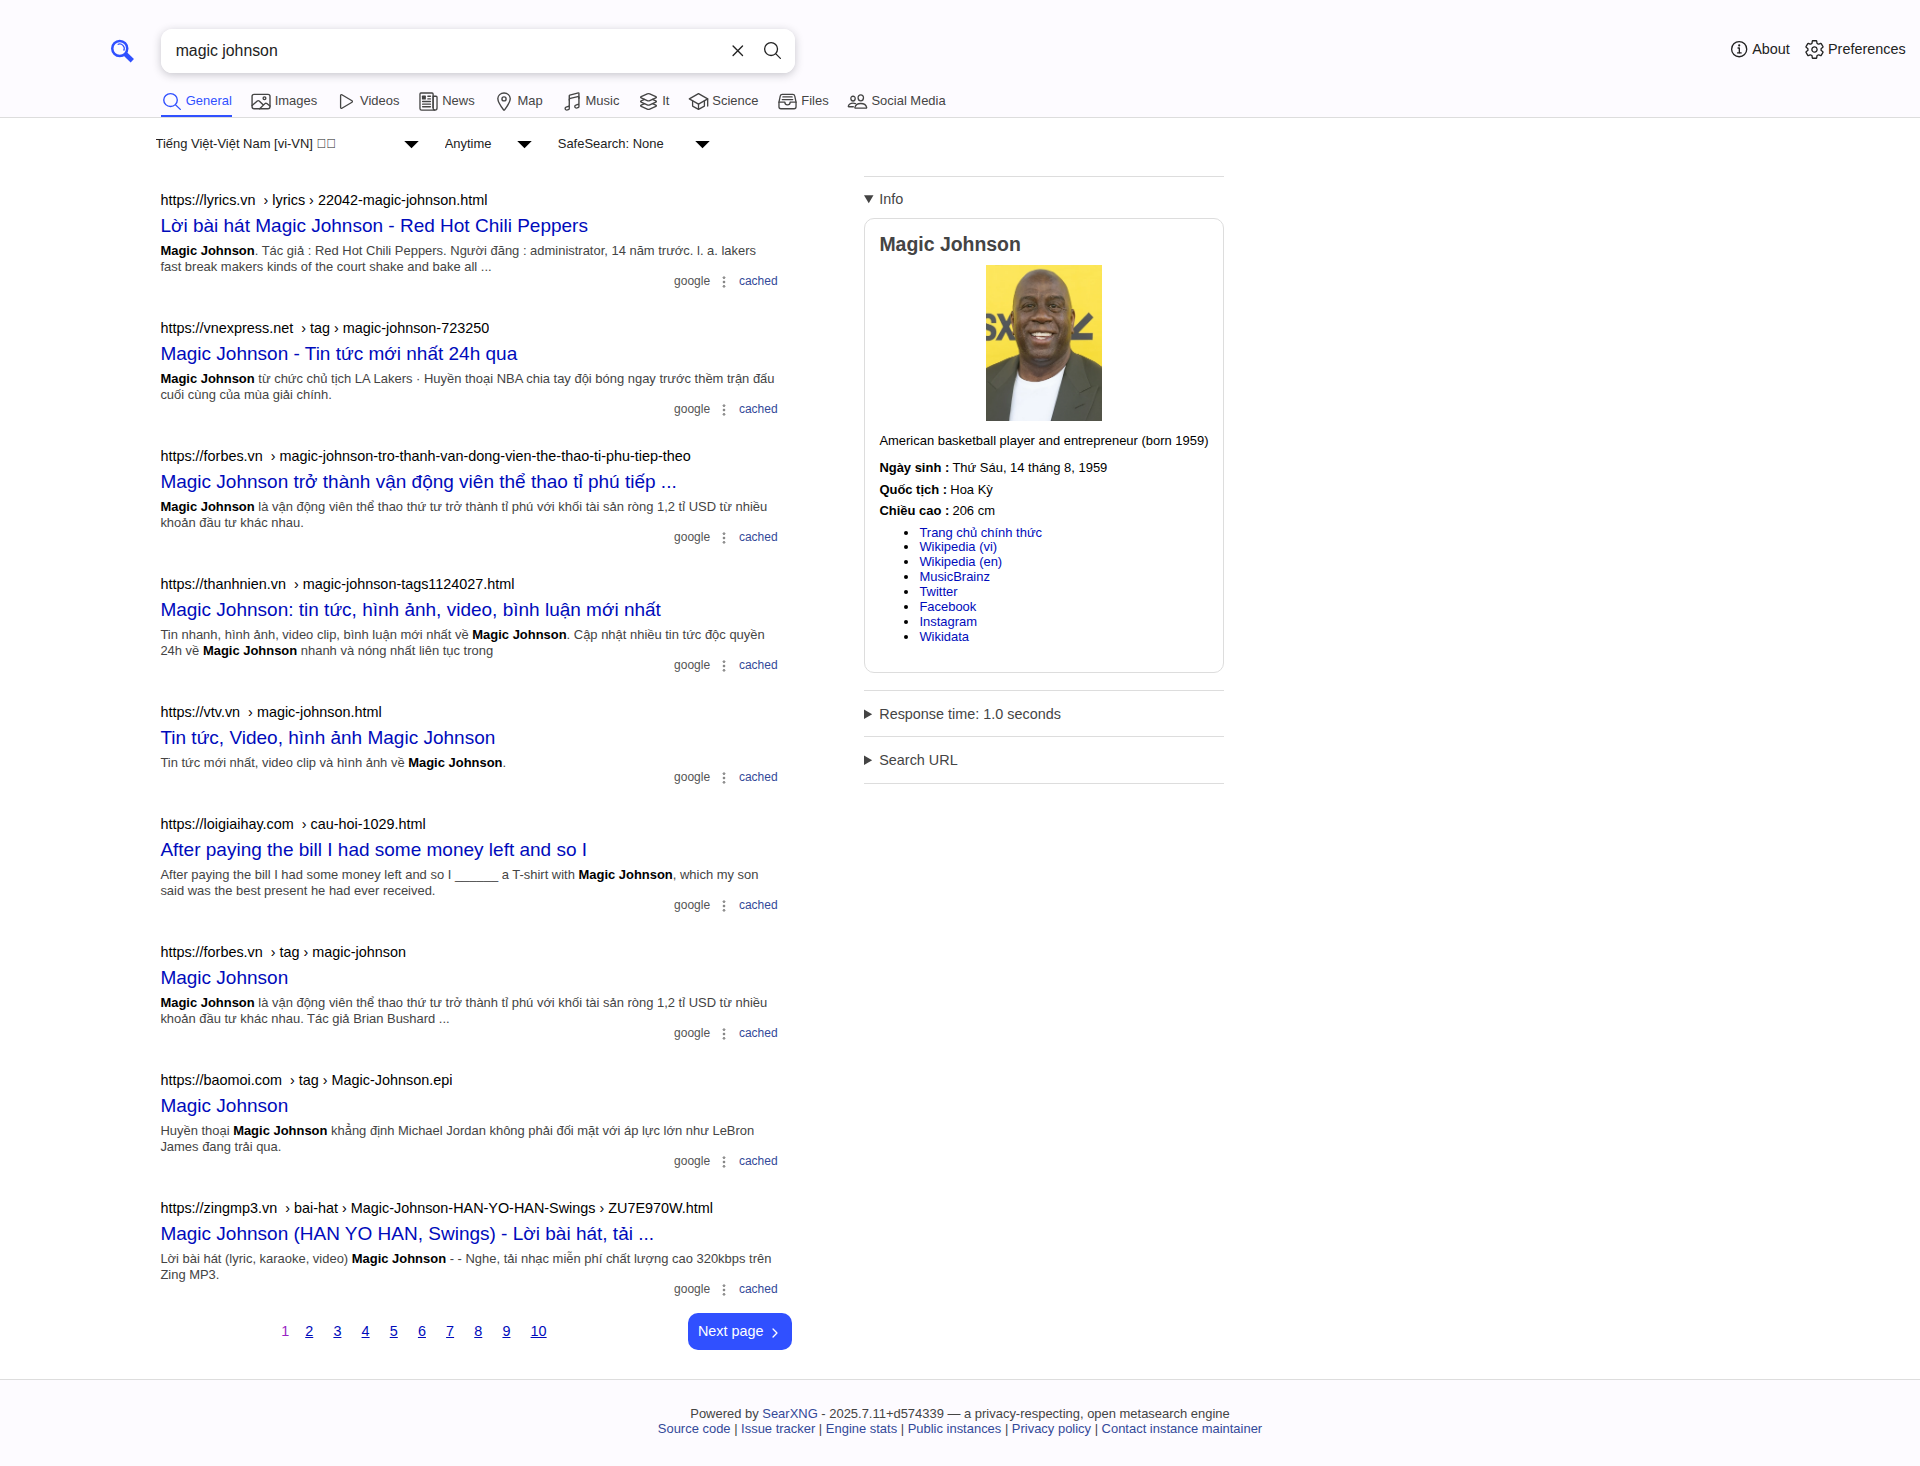 magic johnson
About
Preferences
General
Images
Videos
News
Map
Music
It
Science
Files
Social Media
Tiếng Việt-Việt Nam [vi-VN]
Anytime
SafeSearch: None
https://lyrics.vn › lyrics › 22042-magic-johnson.html
Lời bài hát Magic Johnson - Red Hot Chili Peppers
Magic Johnson. Tác giả : Red Hot Chili Peppers. Người đăng : administrator, 14 năm trước. l. a. lakers
fast break makers kinds of the court shake and bake all ...
google
cached
https://vnexpress.net › tag › magic-johnson-723250
Magic Johnson - Tin tức mới nhất 24h qua
Magic Johnson từ chức chủ tịch LA Lakers · Huyền thoại NBA chia tay đội bóng ngay trước thềm trận đấu
cuối cùng của mùa giải chính.
google
cached
https://forbes.vn › magic-johnson-tro-thanh-van-dong-vien-the-thao-ti-phu-tiep-theo
Magic Johnson trở thành vận động viên thể thao tỉ phú tiếp ...
Magic Johnson là vận động viên thể thao thứ tư trở thành tỉ phú với khối tài sản ròng 1,2 tỉ USD từ nhiều
khoản đầu tư khác nhau.
google
cached
https://thanhnien.vn › magic-johnson-tags1124027.html
Magic Johnson: tin tức, hình ảnh, video, bình luận mới nhất
Tin nhanh, hình ảnh, video clip, bình luận mới nhất về Magic Johnson. Cập nhật nhiều tin tức độc quyền
24h về Magic Johnson nhanh và nóng nhất liên tục trong
google
cached
https://vtv.vn › magic-johnson.html
Tin tức, Video, hình ảnh Magic Johnson
Tin tức mới nhất, video clip và hình ảnh về Magic Johnson.
google
cached
https://loigiaihay.com › cau-hoi-1029.html
After paying the bill I had some money left and so I
After paying the bill I had some money left and so I ______ a T-shirt with Magic Johnson, which my son
said was the best present he had ever received.
google
cached
https://forbes.vn › tag › magic-johnson
Magic Johnson
Magic Johnson là vận động viên thể thao thứ tư trở thành tỉ phú với khối tài sản ròng 1,2 tỉ USD từ nhiều
khoản đầu tư khác nhau. Tác giả Brian Bushard ...
google
cached
https://baomoi.com › tag › Magic-Johnson.epi
Magic Johnson
Huyền thoại Magic Johnson khẳng định Michael Jordan không phải đối mặt với áp lực lớn như LeBron
James đang trải qua.
google
cached
https://zingmp3.vn › bai-hat › Magic-Johnson-HAN-YO-HAN-Swings › ZU7E970W.html
Magic Johnson (HAN YO HAN, Swings) - Lời bài hát, tải ...
Lời bài hát (lyric, karaoke, video) Magic Johnson - - Nghe, tải nhạc miễn phí chất lượng cao 320kbps trên
Zing MP3.
google
cached
1 2 3 4 5 6 7 8 9 10
Next page
Info
Magic Johnson
SX
American basketball player and entrepreneur (born 1959)
Ngày sinh : Thứ Sáu, 14 tháng 8, 1959
Quốc tịch : Hoa Kỳ
Chiều cao : 206 cm
Trang chủ chính thức
Wikipedia (vi)
Wikipedia (en)
MusicBrainz
Twitter
Facebook
Instagram
Wikidata
Response time: 1.0 seconds
Search URL
Powered by SearXNG - 2025.7.11+d574339 — a privacy-respecting, open metasearch engine
Source code | Issue tracker | Engine stats | Public instances | Privacy policy | Contact instance maintainer